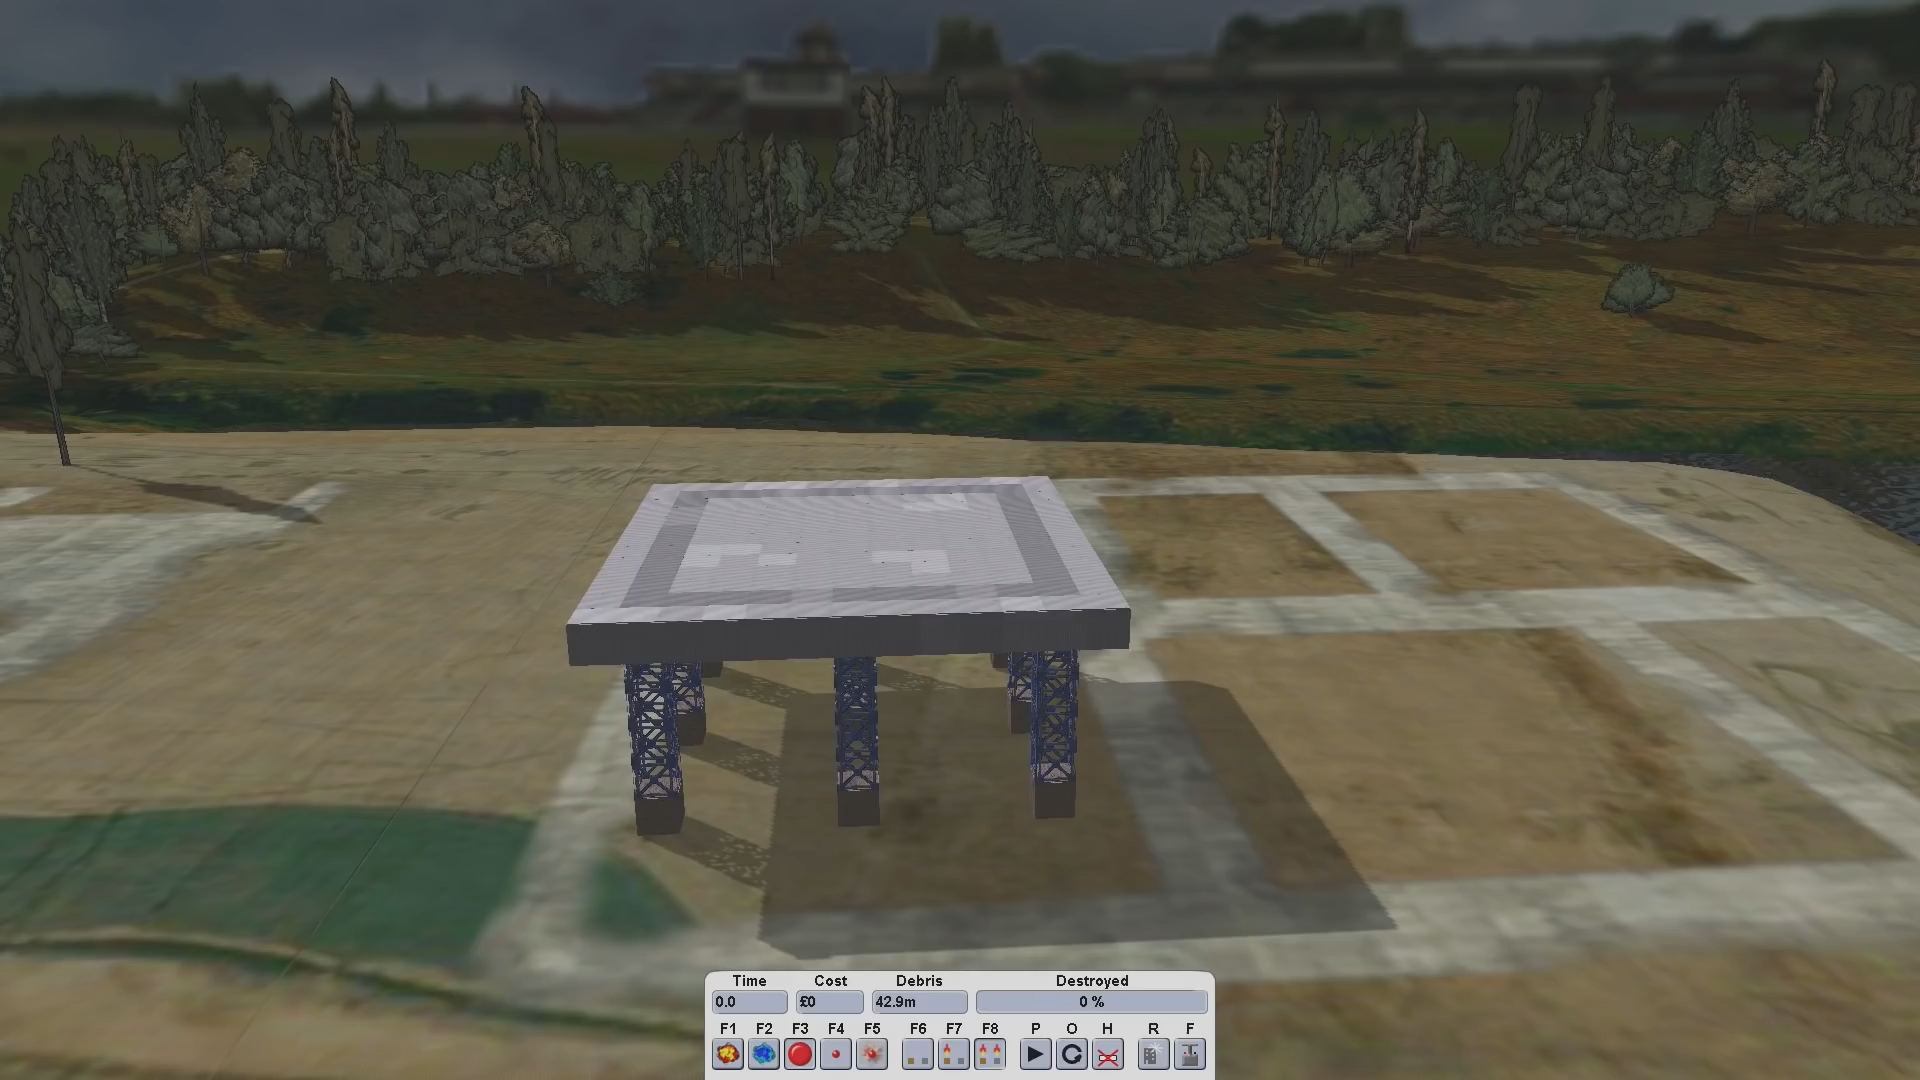 Time Cost Debris Destroyed
0.0 £0 42.9m 0 %
F1 F2 F3 F4 F5 F6 F7 F8 P O H R F